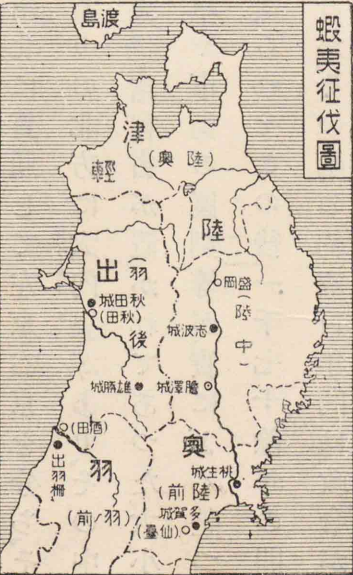 蝦夷征伐圖
渡島
津輕
(陸奧)
陸奧
出羽
(羽後)
(陸中)
盛岡
秋田城
(秋田)
志波城
雄勝城
膽澤城
(酒田)
出羽柵
桃生城
(陸前)
(羽前)
多賀城
(仙臺)